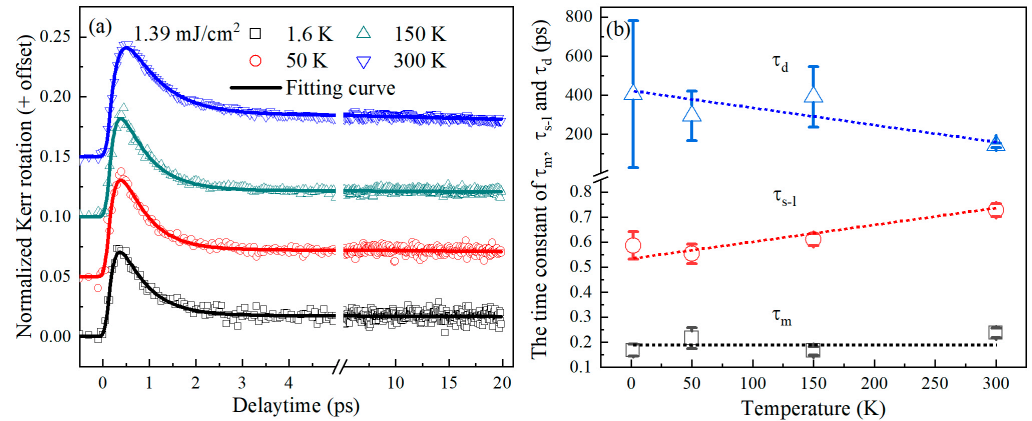 (a)
1.39 mJ/cm²
1.6 K
150 K
50 K
300 K
Fitting curve
Normalized Kerr rotation (+ offset)
0.25
0.20
0.15
0.10
0.05
0.00
0 1 2 3 4 10 15 20
Delaytime (ps)
(b)
The time constant of τm, τs-l and τd (ps)
800
600
400
200
0.8
0.7
0.6
0.5
0.4
0.3
0.2
0.1
τd
τs-l
τm
0 50 100 150 200 250 300
Temperature (K)